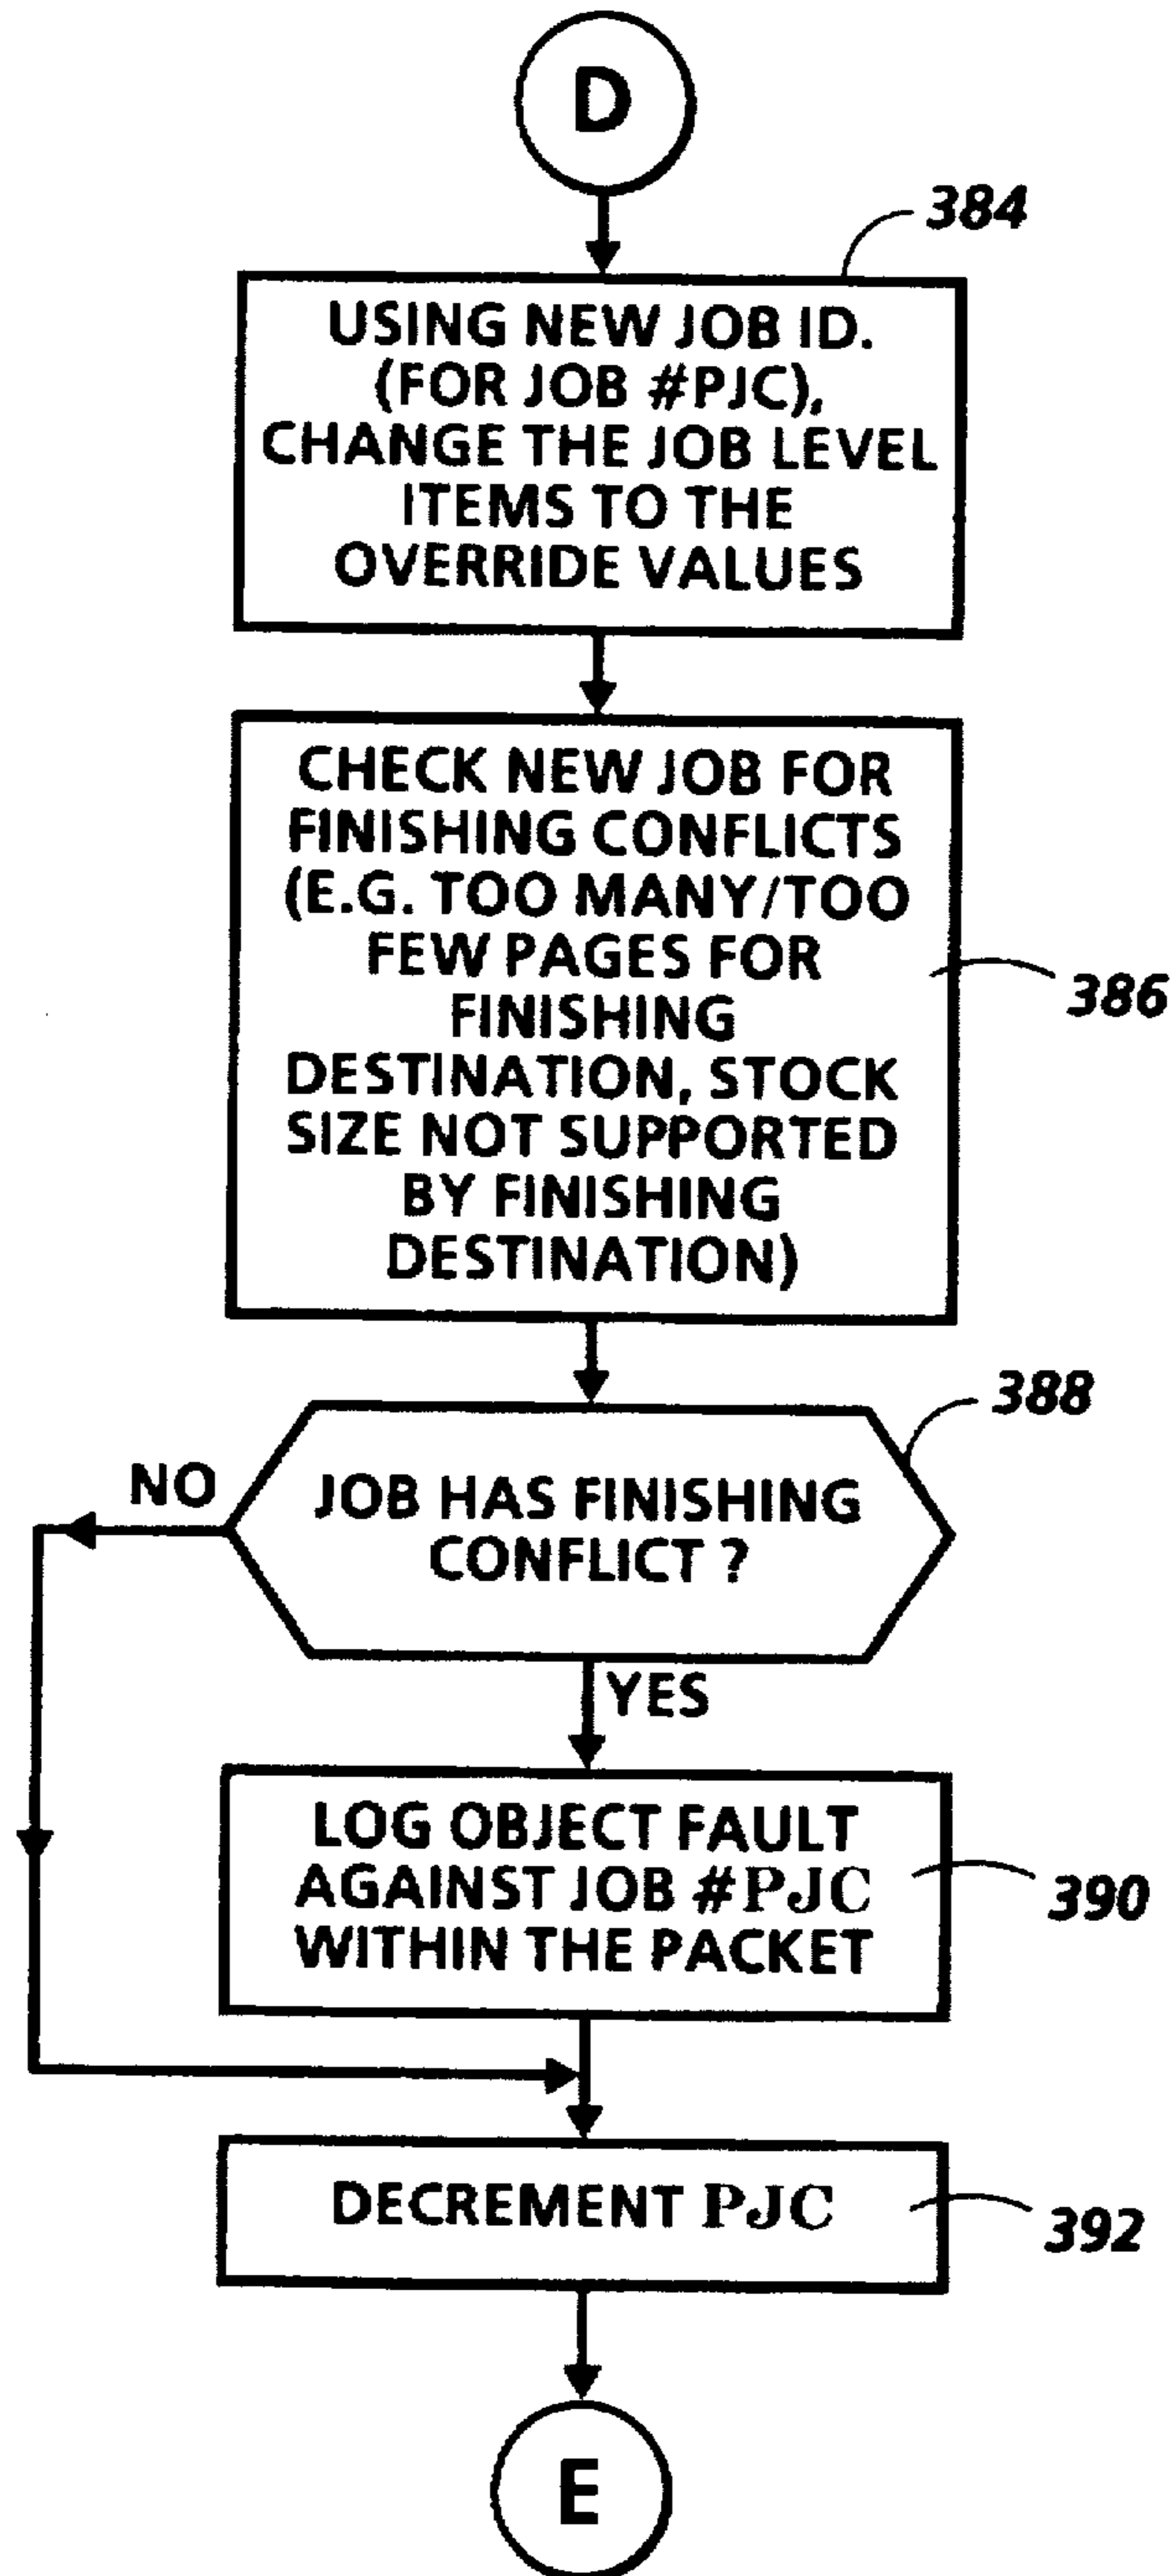 D
384
USING NEW JOB ID.
(FOR JOB #PJC),
CHANGE THE JOB LEVEL
ITEMS TO THE
OVERRIDE VALUES
CHECK NEW JOB FOR
FINISHING CONFLICTS
(E.G. TOO MANY/TOO
FEW PAGES FOR
FINISHING
DESTINATION, STOCK
SIZE NOT SUPPORTED
BY FINISHING
DESTINATION)
386
388
NO
JOB HAS FINISHING
CONFLICT ?
YES
LOG OBJECT FAULT
AGAINST JOB #PJC
WITHIN THE PACKET
390
DECREMENT PJC
392
E